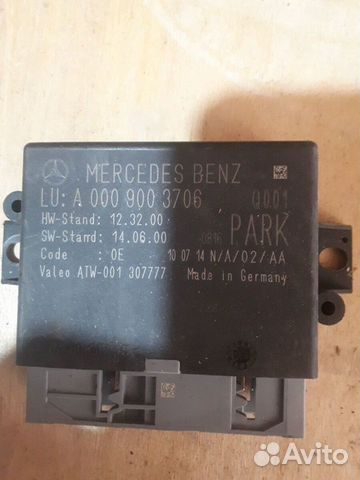 MERCEDES BENZ
LU: A 000 900 3706 Q001
HW-Stand: 12.32.00
SW-Stand: 14.06.00 0816 PARK
Code : 0E 10 07 14 N/A/02/AA
Valeo ATW-001 307777 Made in Germany
Avito